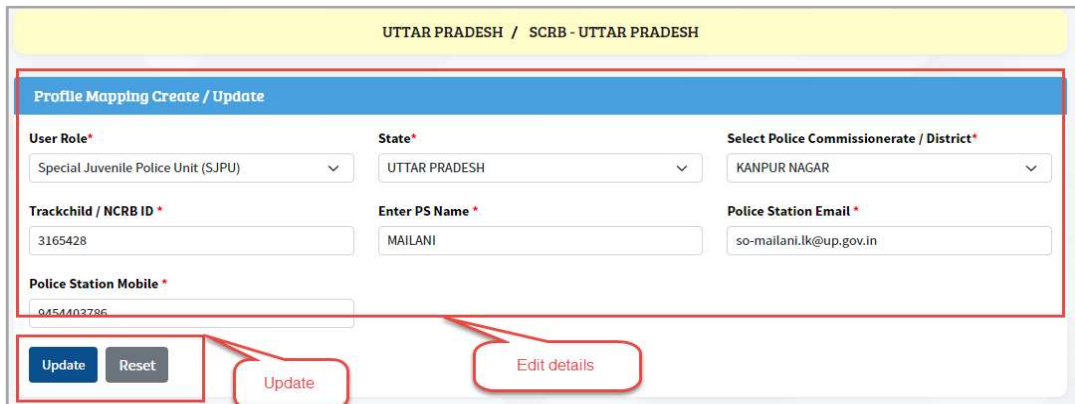 UTTAR PRADESH / SCRB - UTTAR PRADESH
Profile Mapping Create / Update
User Role* State* Select Police Commissionerate / District*
Special Juvenile Police Unit (SJPU) UTTAR PRADESH KANPUR NAGAR
Trackchild / NCRB ID * Enter PS Name * Police Station Email *
3165428 MAILANI so-mailani.lk@up.gov.in
Police Station Mobile *
9454403786
Update Reset Update Edit details